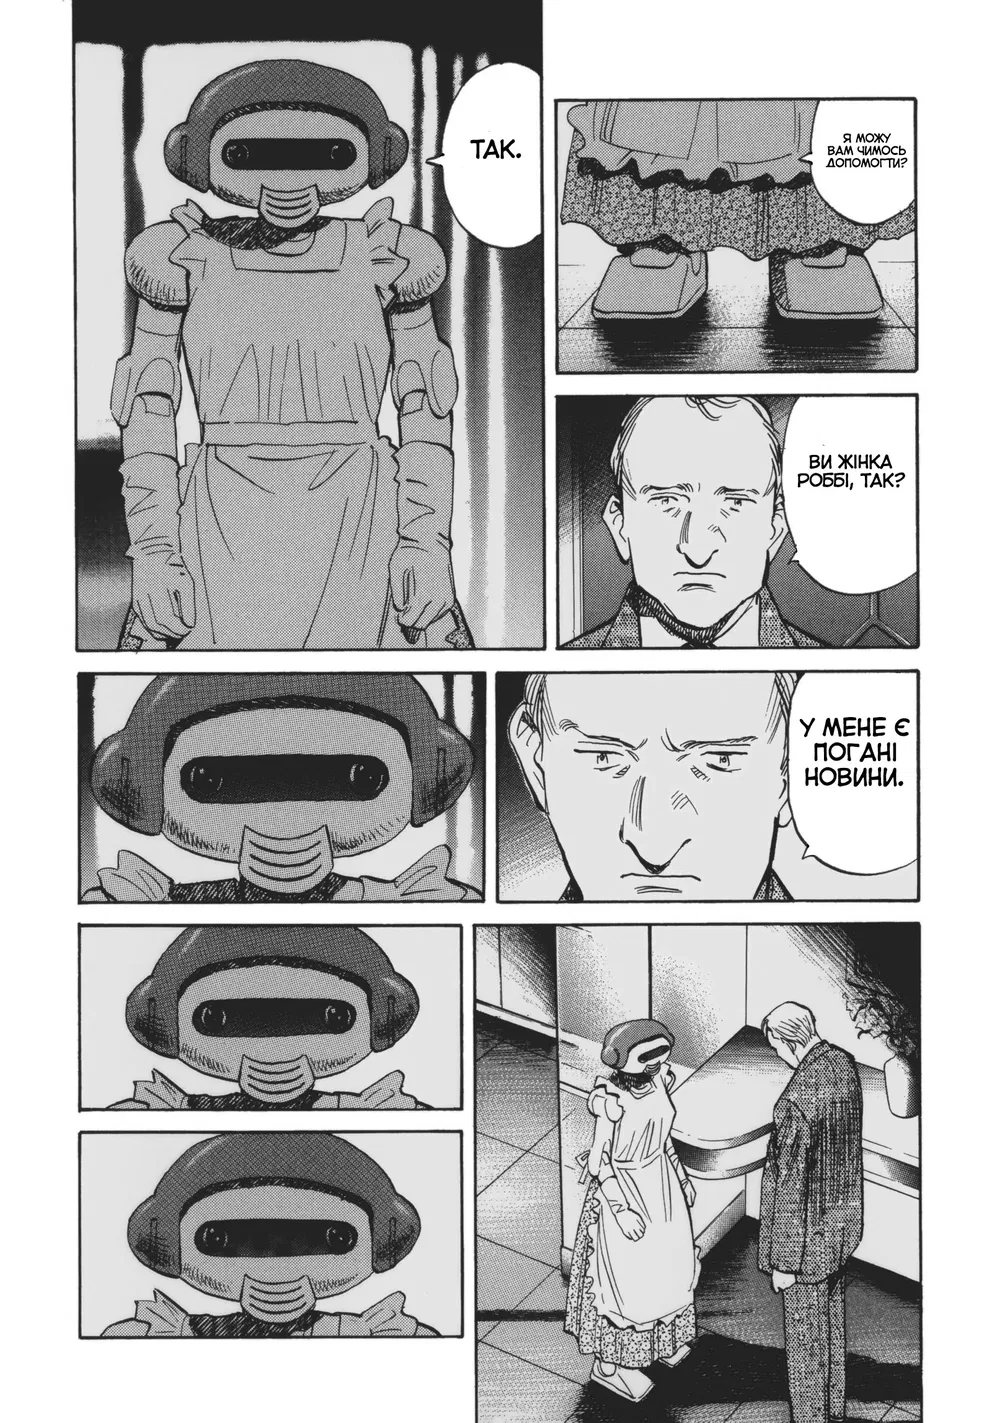 Я МОЖУ
ВАМ ЧИМОСЬ
ДОПОМОГТИ?
ВИ ЖІНКА
РОББІ, ТАК?
ТАК.
У МЕНЕ Є
ПОГАНІ
НОВИНИ.